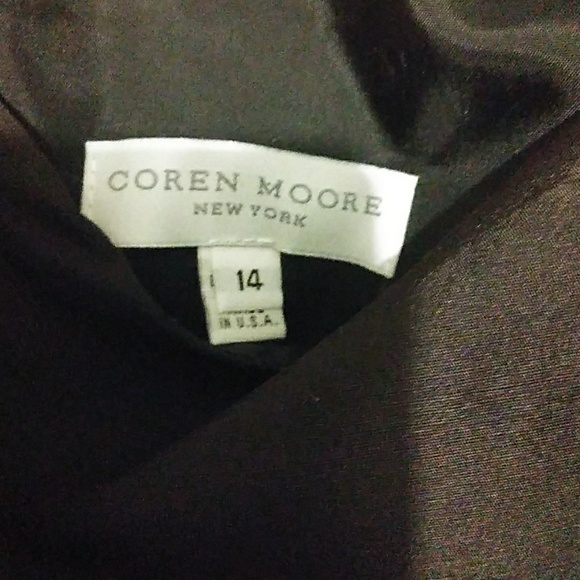 COREN MOORE
NEW YORK
14
IN U.S.A.